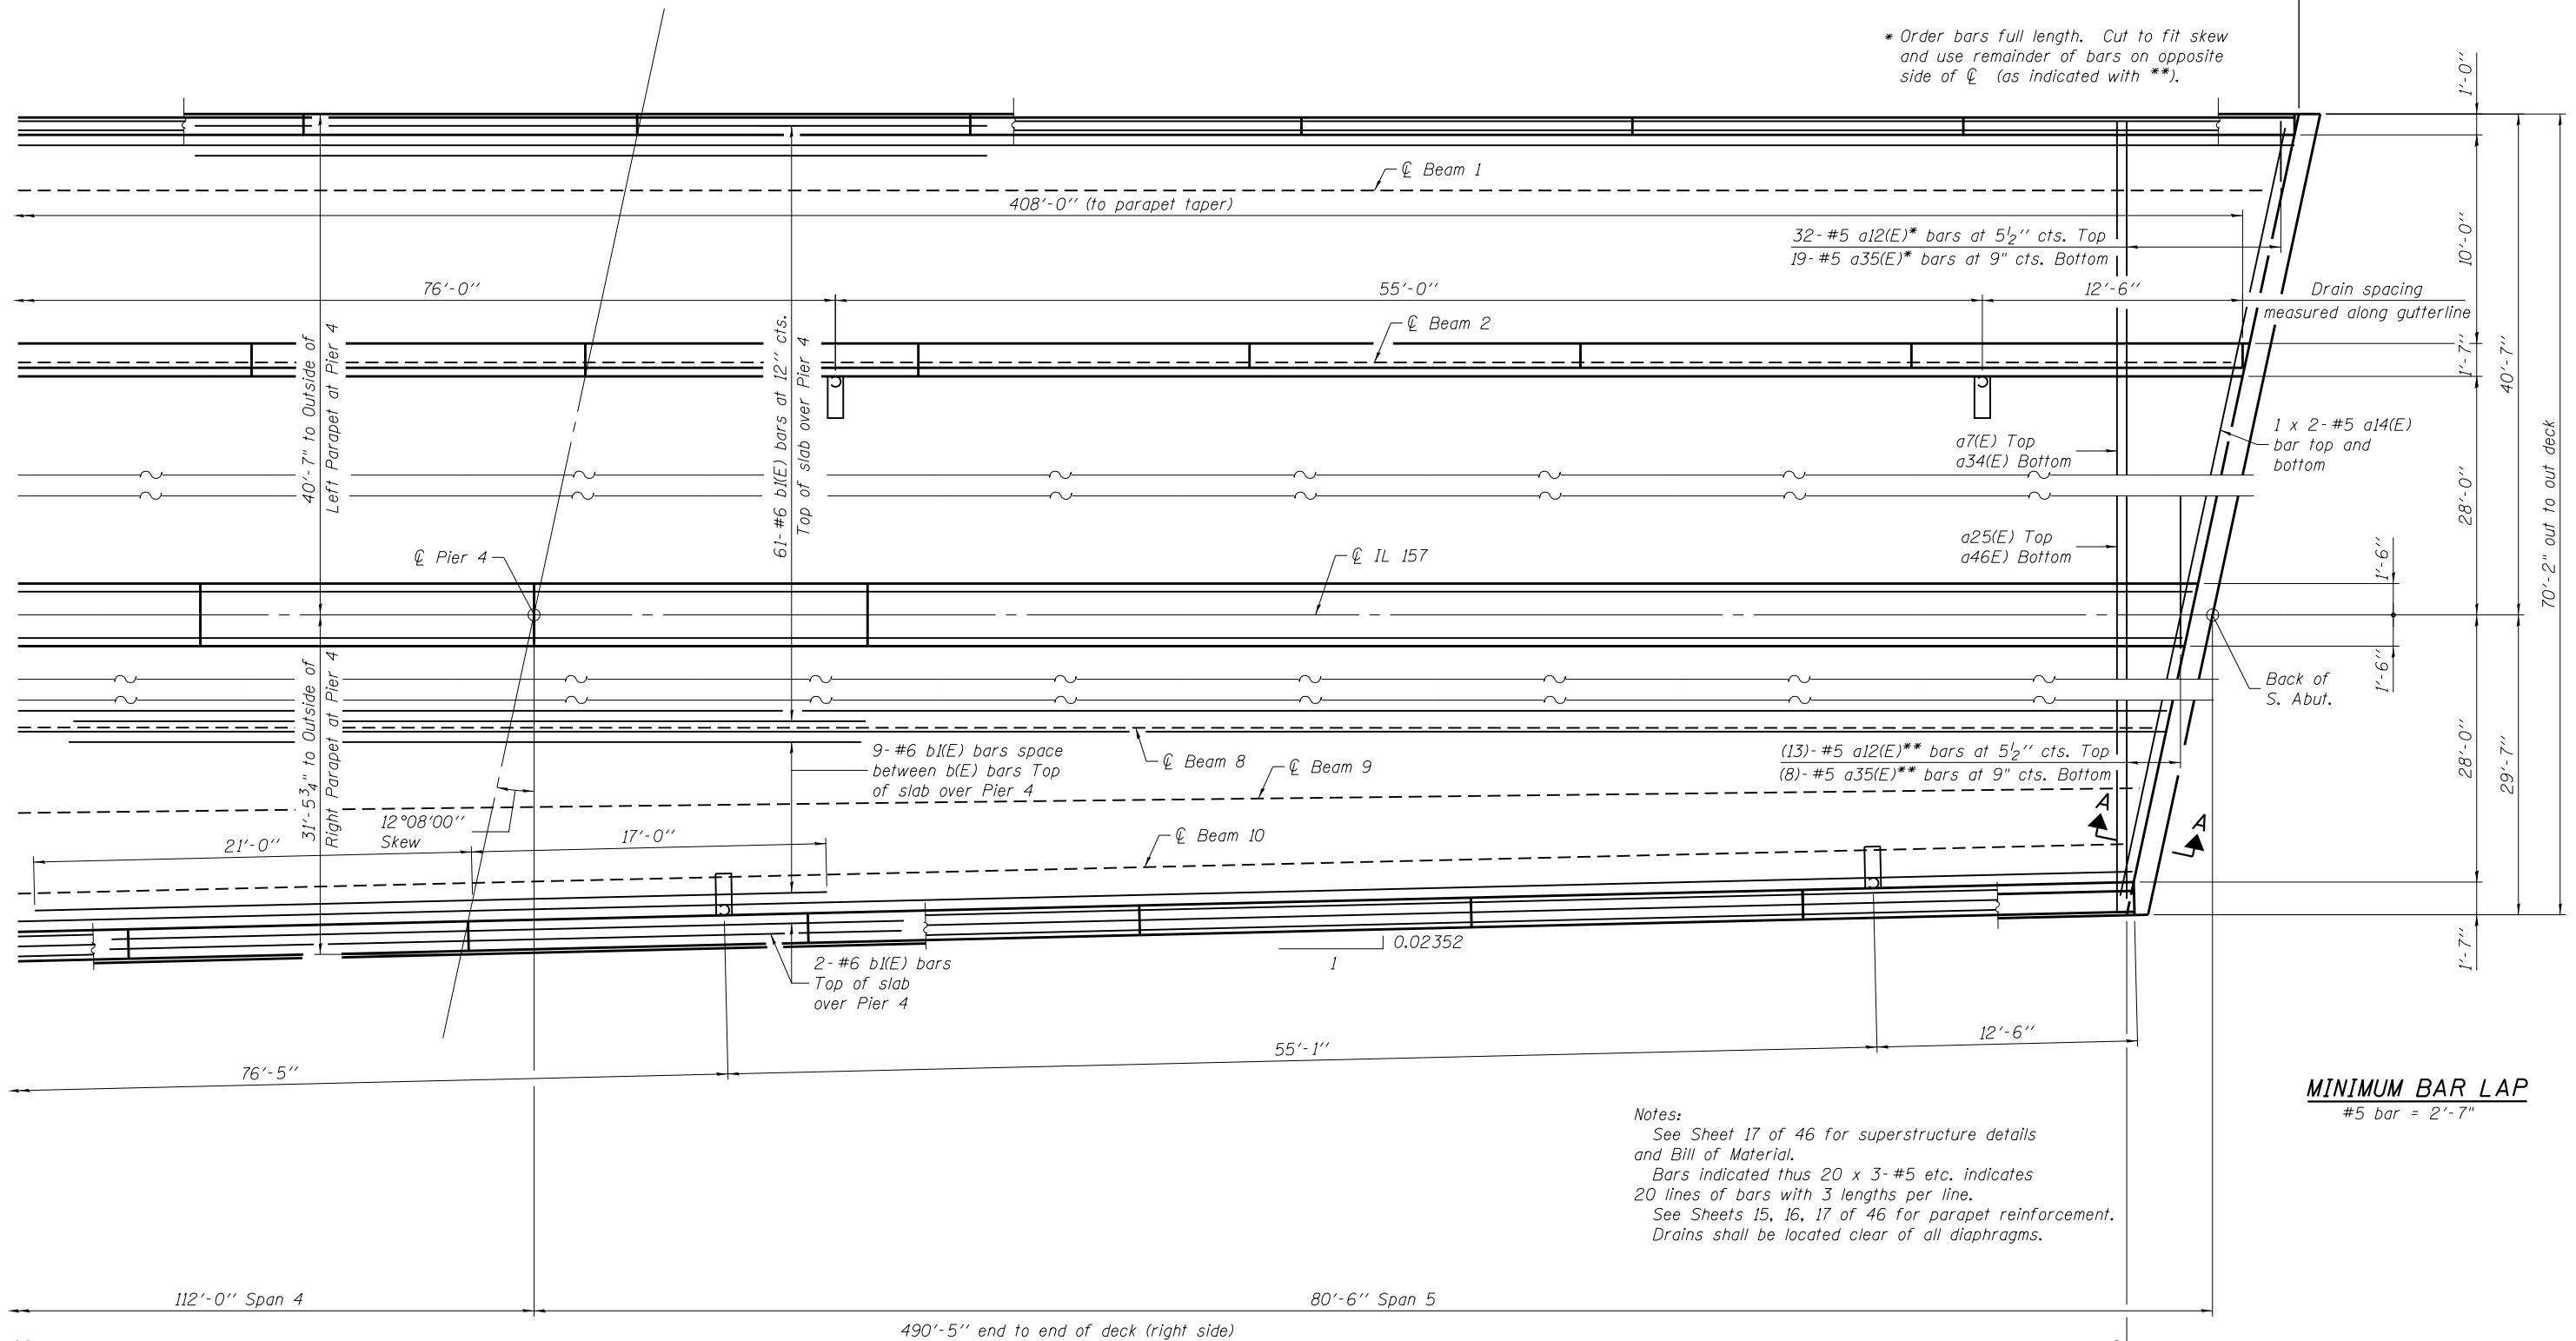 * Order bars full length. Cut to fit skew
and use remainder of bars on opposite
side of ℄ (as indicated with **).
1'-0"
℄ Beam 1
408'-0" (to parapet taper)
32-#5 a12(E)* bars at 5½" cts. Top
19-#5 a35(E)* bars at 9" cts. Bottom
10'-0"
76'-0"
55'-0"
12'-6"
Drain spacing
measured along gutterline
℄ Beam 2
1'-7"
40'-7"
40'-7" to Outside of
Left Parapet at Pier 4
61-#6 b1(E) bars at 12" cts.
Top of slab over Pier 4
a7(E) Top
a34(E) Bottom
1 x 2-#5 a14(E)
bar top and
bottom
28'-0"
70'-2" out to out deck
℄ Pier 4
℄ IL 157
a25(E) Top
a46E) Bottom
1'-6"
1'-6"
Back of
S. Abut.
31'-5¾" to Outside of
Right Parapet at Pier 4
9-#6 b1(E) bars space
between b(E) bars Top
of slab over Pier 4
℄ Beam 8
℄ Beam 9
(13)-#5 a12(E)** bars at 5½" cts. Top
(8)-#5 a35(E)** bars at 9" cts. Bottom
28'-0"
29'-7"
12°08'00"
Skew
21'-0"
17'-0"
℄ Beam 10
A
A
0.02352
1
1'-7"
2-#6 b1(E) bars
Top of slab
over Pier 4
76'-5"
55'-1"
12'-6"
MINIMUM BAR LAP
#5 bar = 2'-7"
Notes:
See Sheet 17 of 46 for superstructure details
and Bill of Material.
Bars indicated thus 20 x 3-#5 etc. indicates
20 lines of bars with 3 lengths per line.
See Sheets 15, 16, 17 of 46 for parapet reinforcement.
Drains shall be located clear of all diaphragms.
112'-0" Span 4
80'-6" Span 5
490'-5" end to end of deck (right side)